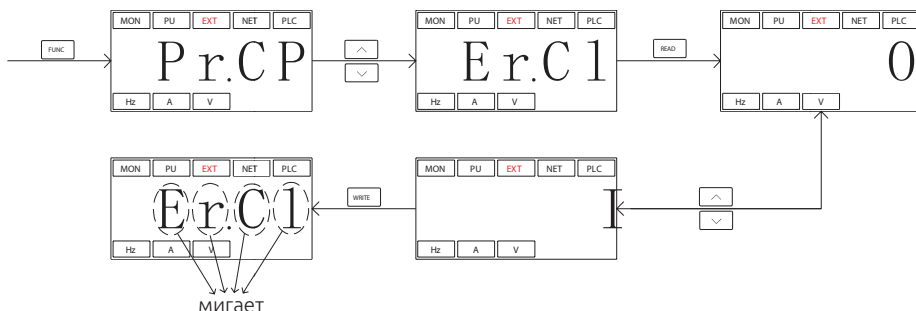 MON PU EXT NET PLC
Pr.CP
Hz A V
FUNC
MON PU EXT NET PLC
Er.Cl
Hz A V
READ
MON PU EXT NET PLC
0
Hz A V
MON PU EXT NET PLC
Er.Cl
Hz A V
WRITE
MON PU EXT NET PLC
1
Hz A V
мигает